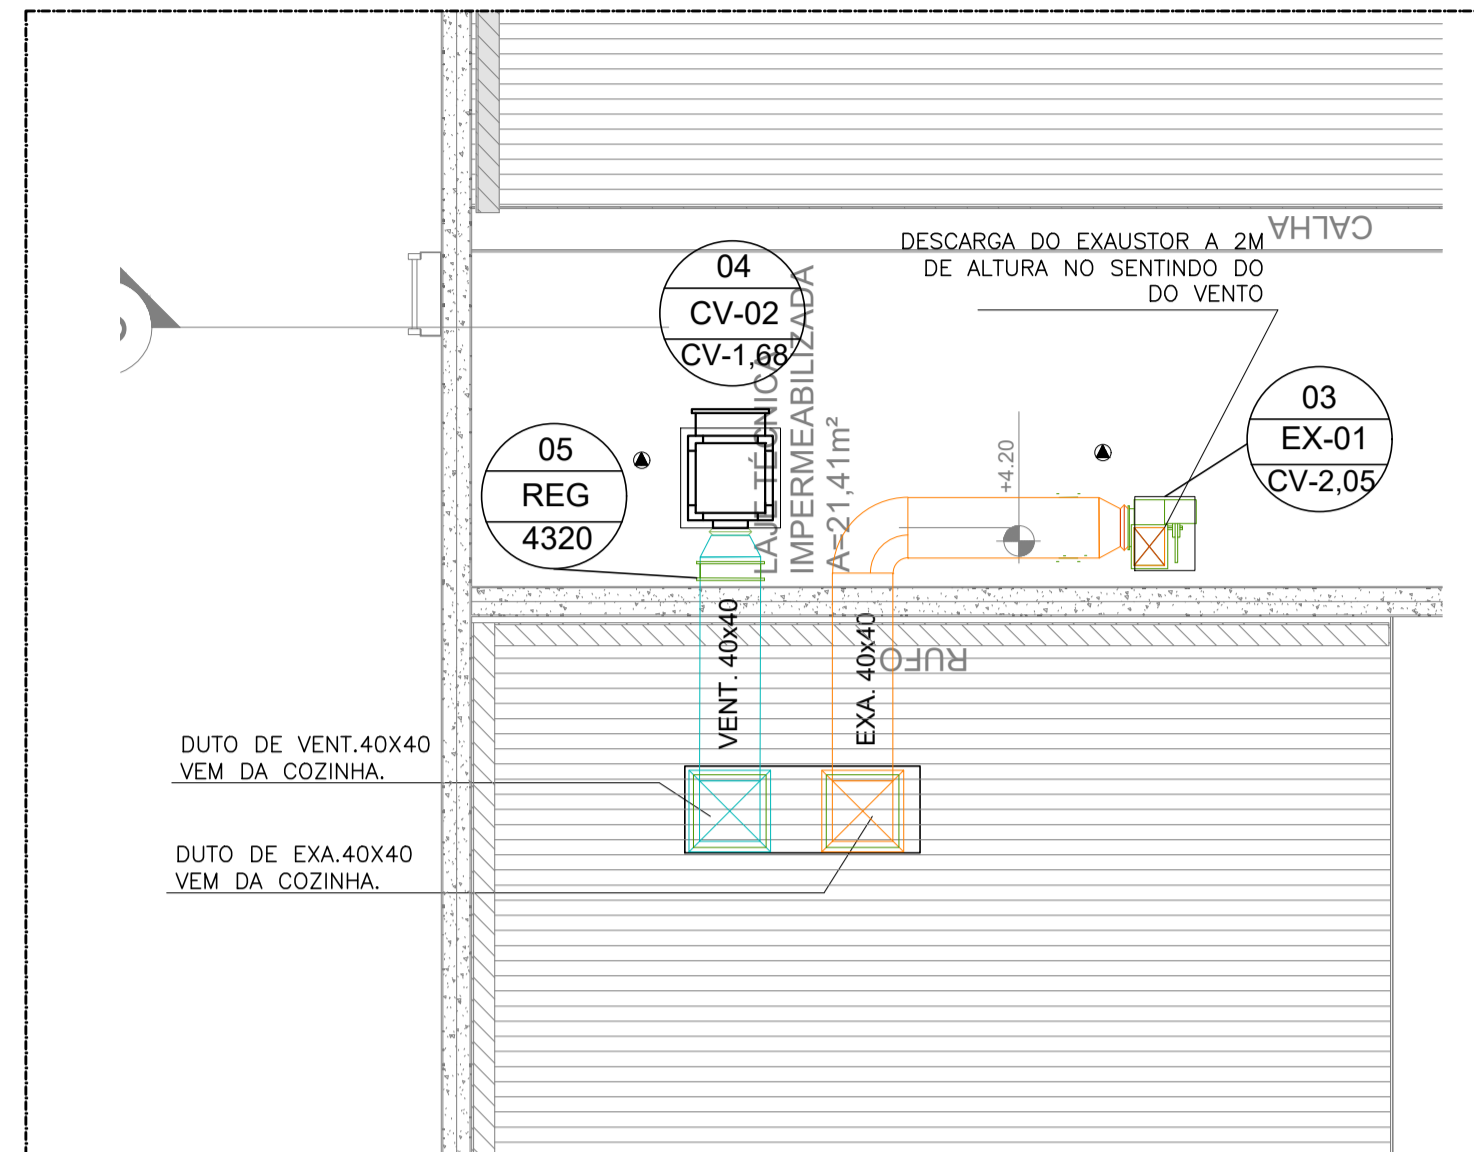 CALHA
DESCARGA DO EXAUSTOR A 2M
DE ALTURA NO SENTINDO DO
DO VENTO
04
CV-02
CV-1,68
LAJE TÉCNICA
IMPERMEABILIZADA
A=21,41m²
03
EX-01
CV-2,05
05
REG
4320
+4.20
VENT. 40x40
EXA. 40x40
RUFO
DUTO DE VENT.40X40
VEM DA COZINHA.
DUTO DE EXA.40X40
VEM DA COZINHA.